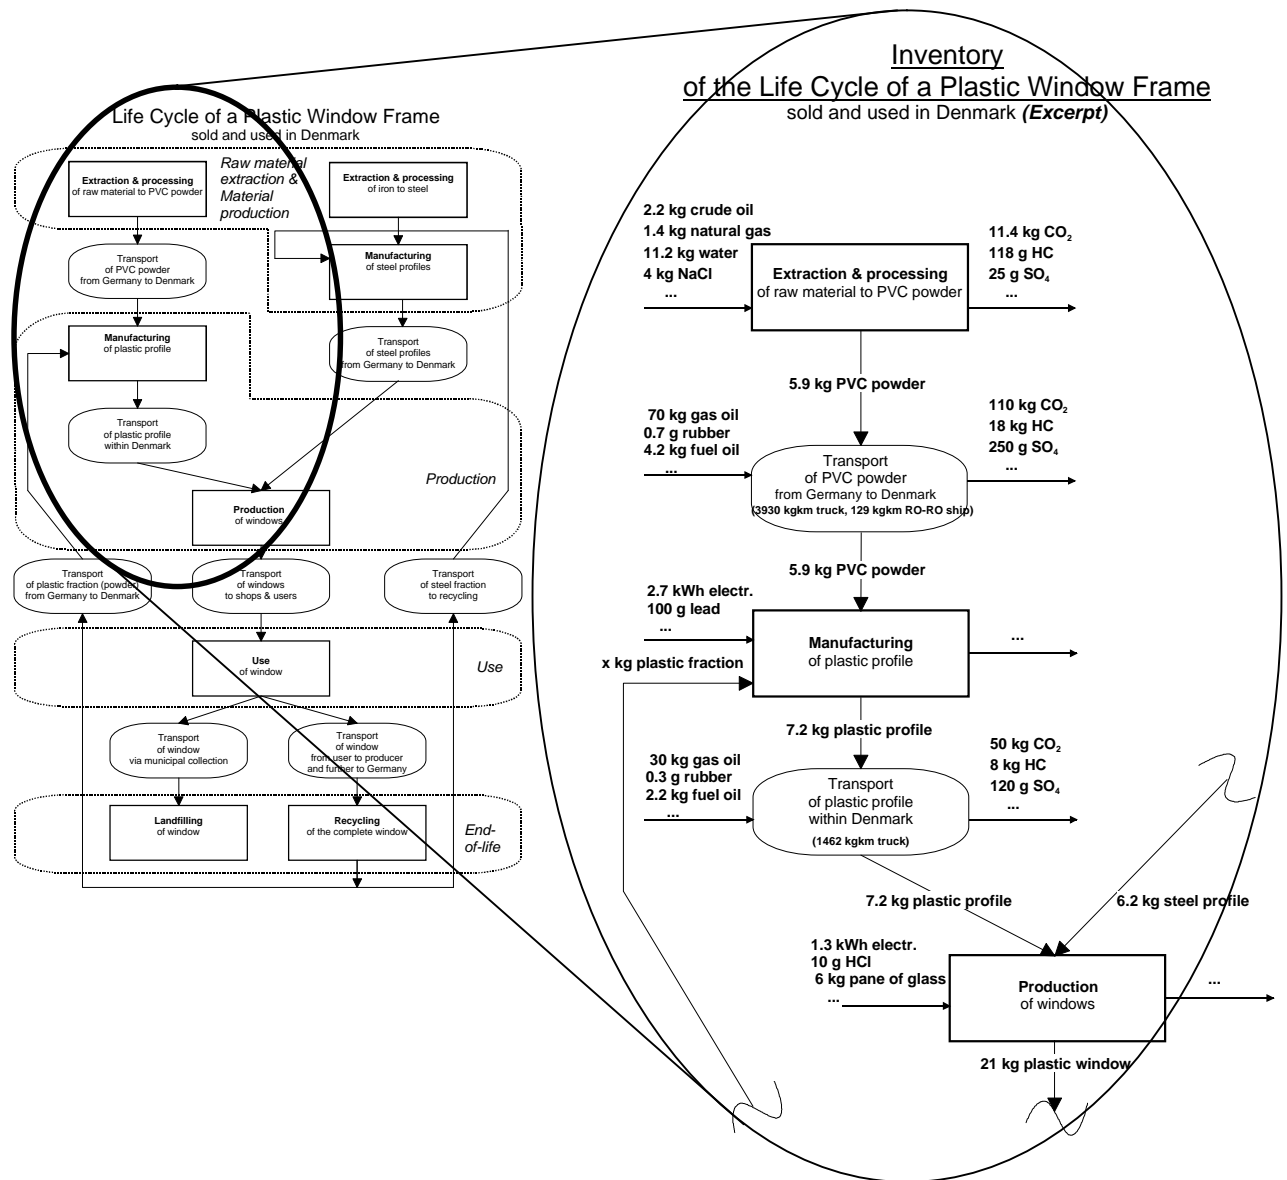 Life Cycle of a Plastic Window Frame
sold and used in Denmark
Raw material
extraction &
Material
production
Extraction & processing
of raw material to PVC powder
Extraction & processing
of iron to steel
Transport
of PVC powder
from Germany to Denmark
Manufacturing
of steel profiles
Manufacturing
of plastic profile
Transport
of steel profiles
from Germany to Denmark
Transport
of plastic profile
within Denmark
Production
Production
of windows
Transport
of plastic fraction (powder)
from Germany to Denmark
Transport
of windows
to shops & users
Transport
of steel fraction
to recycling
Use
of window
Use
Transport
of window
via municipal collection
Transport
of window
from user to producer
and further to Germany
Landfilling
of window
Recycling
of the complete window
End-
of-life
Inventory
of the Life Cycle of a Plastic Window Frame
sold and used in Denmark (Excerpt)
2.2 kg crude oil
1.4 kg natural gas
11.2 kg water
4 kg NaCl
...
Extraction & processing
of raw material to PVC powder
11.4 kg CO₂
118 g HC
25 g SO₄
...
5.9 kg PVC powder
70 kg gas oil
0.7 g rubber
4.2 kg fuel oil
...
Transport
of PVC powder
from Germany to Denmark
(3930 kgkm truck, 129 kgkm RO-RO ship)
110 kg CO₂
18 kg HC
250 g SO₄
...
5.9 kg PVC powder
2.7 kWh electr.
100 g lead
...
x kg plastic fraction
Manufacturing
of plastic profile
...
7.2 kg plastic profile
30 kg gas oil
0.3 g rubber
2.2 kg fuel oil
...
Transport
of plastic profile
within Denmark
(1462 kgkm truck)
50 kg CO₂
8 kg HC
120 g SO₄
...
7.2 kg plastic profile
6.2 kg steel profile
1.3 kWh electr.
10 g HCl
6 kg pane of glass
...
Production
of windows
...
21 kg plastic window